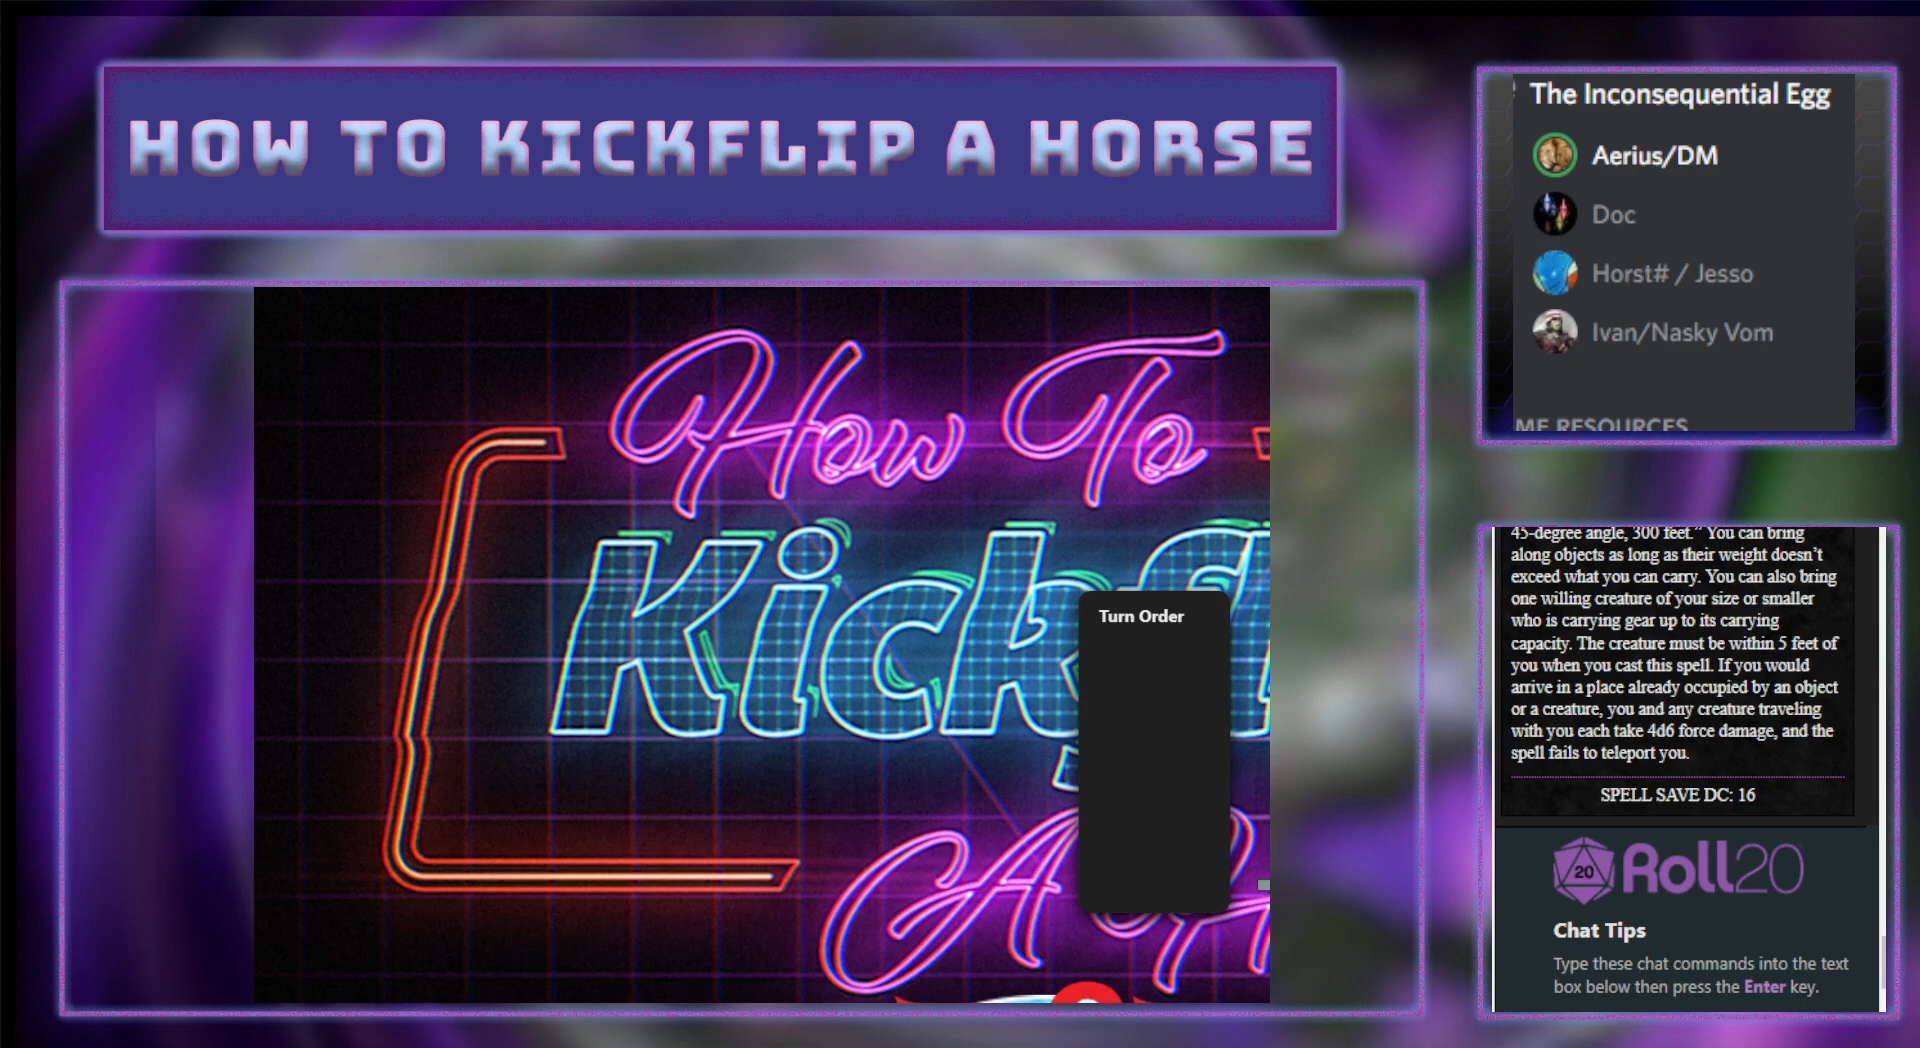 HOW TO KICKFLIP A HORSE
The Inconsequential Egg
Aerius/DM
Doc
Horst# / Jesso
Ivan/Nasky Vom
ME RESOURCES
How To
Kickf
A
Turn Order
45-degree angle, 300 feet.” You can bring
along objects as long as their weight doesn’t
exceed what you can carry. You can also bring
one willing creature of your size or smaller
who is carrying gear up to its carrying
capacity. The creature must be within 5 feet of
you when you cast this spell. If you would
arrive in a place already occupied by an object
or a creature, you and any creature traveling
with you each take 4d6 force damage, and the
spell fails to teleport you.
SPELL SAVE DC: 16
20 Roll20
Chat Tips
Type these chat commands into the text
box below then press the Enter key.